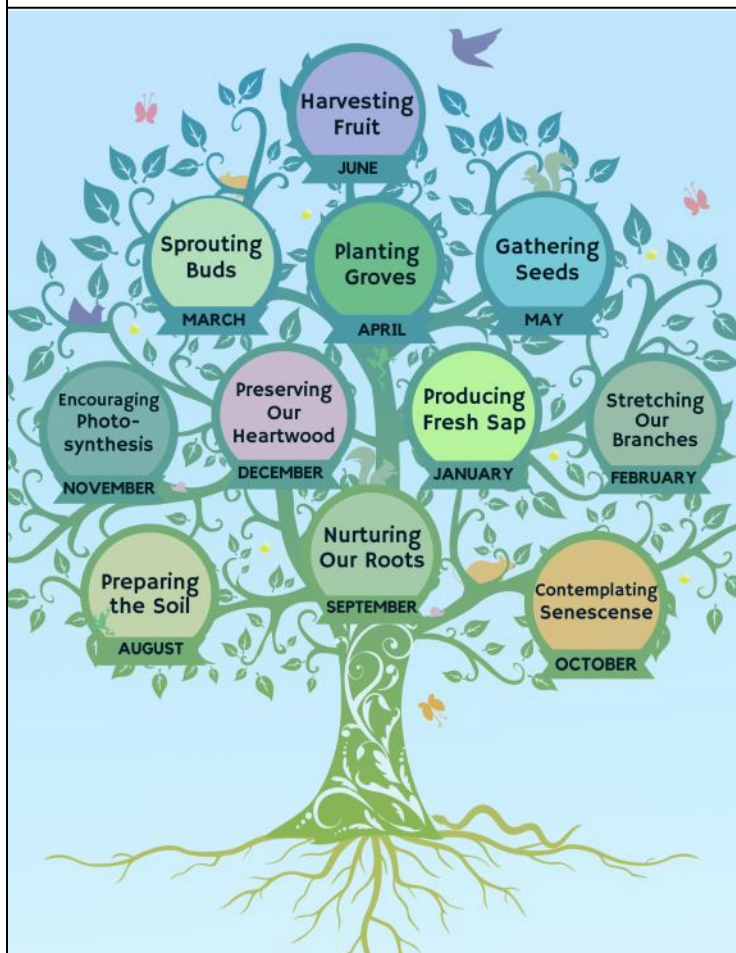 Harvesting
Fruit
JUNE
Sprouting
Buds
MARCH
Planting
Groves
APRIL
Gathering
Seeds
MAY
Encouraging
Photo-
synthesis
NOVEMBER
Preserving
Our
Heartwood
DECEMBER
Producing
Fresh Sap
JANUARY
Stretching
Our
Branches
FEBRUARY
Preparing
the Soil
AUGUST
Nurturing
Our Roots
SEPTEMBER
Contemplating
Senescense
OCTOBER